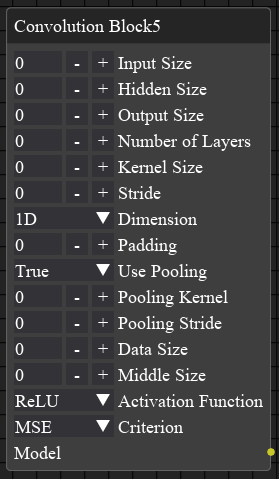 Convolution Block5
0 - + Input Size
0 - + Hidden Size
0 - + Output Size
0 - + Number of Layers
0 - + Kernel Size
0 - + Stride
1D ▼ Dimension
0 - + Padding
True ▼ Use Pooling
0 - + Pooling Kernel
0 - + Pooling Stride
0 - + Data Size
0 - + Middle Size
ReLU ▼ Activation Function
MSE ▼ Criterion
Model